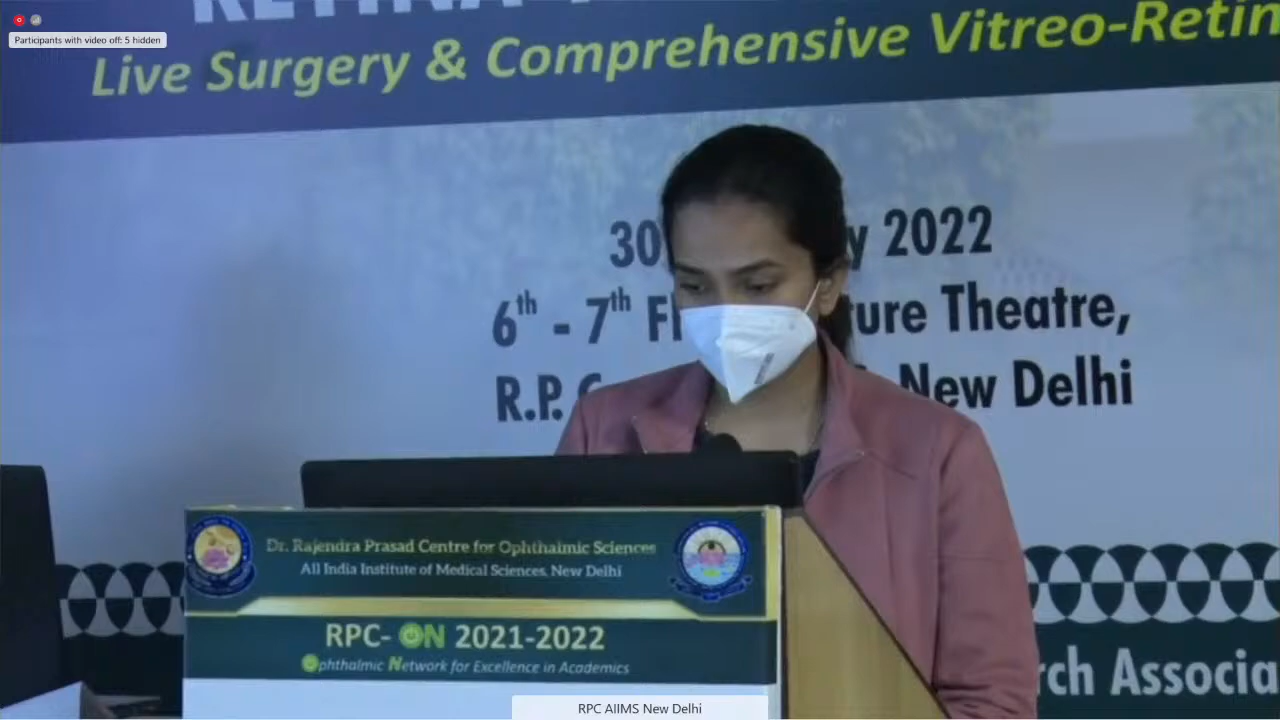 Participants with video off: 5 hidden
Live Surgery & Comprehensive Vitreo-Retin
30
y 2022
6th - 7th Fl
ture Theatre,
R.P.
New Delhi
Dr. Rajendra Prasad Centre for Ophthalmic Sciences
All India Institute of Medical Sciences, New Delhi
RPC- ON 2021-2022
Ophthalmic Network for Excellence in Academics
rch Associa
RPC AIIMS New Delhi